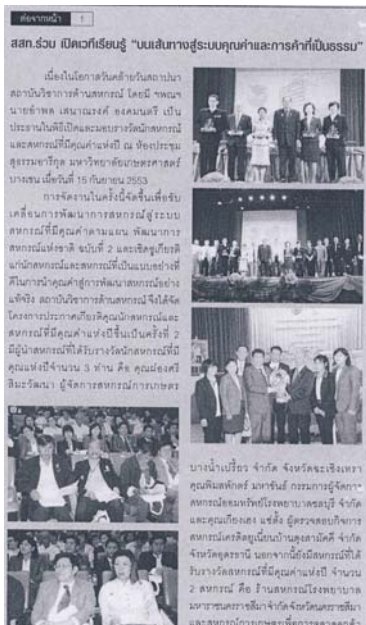 ต่อจากหน้า 1
สสท.ร่วม เปิดเวทีเรียนรู้ "บนเส้นทางสู่ระบบคุณค่าและการค้าที่เป็นธรรม"
เนื่องในโอกาสวันคล้ายวันสถาปนา
สถาบันวิชาการด้านสหกรณ์ โดยมี ฯพณฯ
นายอำพล เสนาณรงค์ องคมนตรี เป็น
ประธานในพิธีเปิดและมอบรางวัลนักสหกรณ์
และสหกรณ์ที่มีคุณค่าแห่งปี ณ ห้องประชุม
สุธรรมอารีกุล มหาวิทยาลัยเกษตรศาสตร์
บางเขน เมื่อวันที่ 15 กันยายน 2553
การจัดงานในครั้งนี้จัดขึ้นเพื่อขับ
เคลื่อนการพัฒนาการสหกรณ์สู่ระบบ
สหกรณ์ที่มีคุณค่าตามแผน พัฒนาการ
สหกรณ์แห่งชาติ ฉบับที่ 2 และเชิดชูเกียรติ
แก่นักสหกรณ์และสหกรณ์ที่เป็นแบบอย่างที่
ดีในการนำคุณค่าสู่การพัฒนาสหกรณ์อย่าง
แท้จริง สถาบันวิชาการด้านสหกรณ์ จึงได้จัด
โครงการประกาศเกียรติคุณนักสหกรณ์และ
สหกรณ์ที่มีคุณค่าแห่งปีขึ้นเป็นครั้งที่ 2
มีผู้นำสหกรณ์ที่ได้รับรางวัลนักสหกรณ์ที่มี
คุณแห่งปีจำนวน 3 ท่าน คือ คุณผ่องศรี
สิมะวัฒนา ผู้จัดการสหกรณ์การเกษตร
บางน้ำเปรี้ยว จำกัด จังหวัดฉะเชิงเทรา
คุณพิมลพักตร์ มหาขันธ์ กรรมการผู้จัดการ
สหกรณ์ออมทรัพย์โรงพยาบาลชลบุรี จำกัด
และคุณเกียงเฮง แซ่ตั้ง ผู้ตรวจสอบกิจการ
สหกรณ์เครดิตยูเนี่ยนบ้านดุงสามัคคี จำกัด
จังหวัดอุดรธานี นอกจากนี้ยังมีสหกรณ์ที่ได้
รับรางวัลสหกรณ์ที่มีคุณค่าแห่งปี จำนวน
2 สหกรณ์ คือ ร้านสหกรณ์โรงพยาบาล
มหาราชนครราชสีมา จำกัด จังหวัดนครราชสีมา
และสหกรณ์การเกษตรเพื่อการตลาดลูกค้า